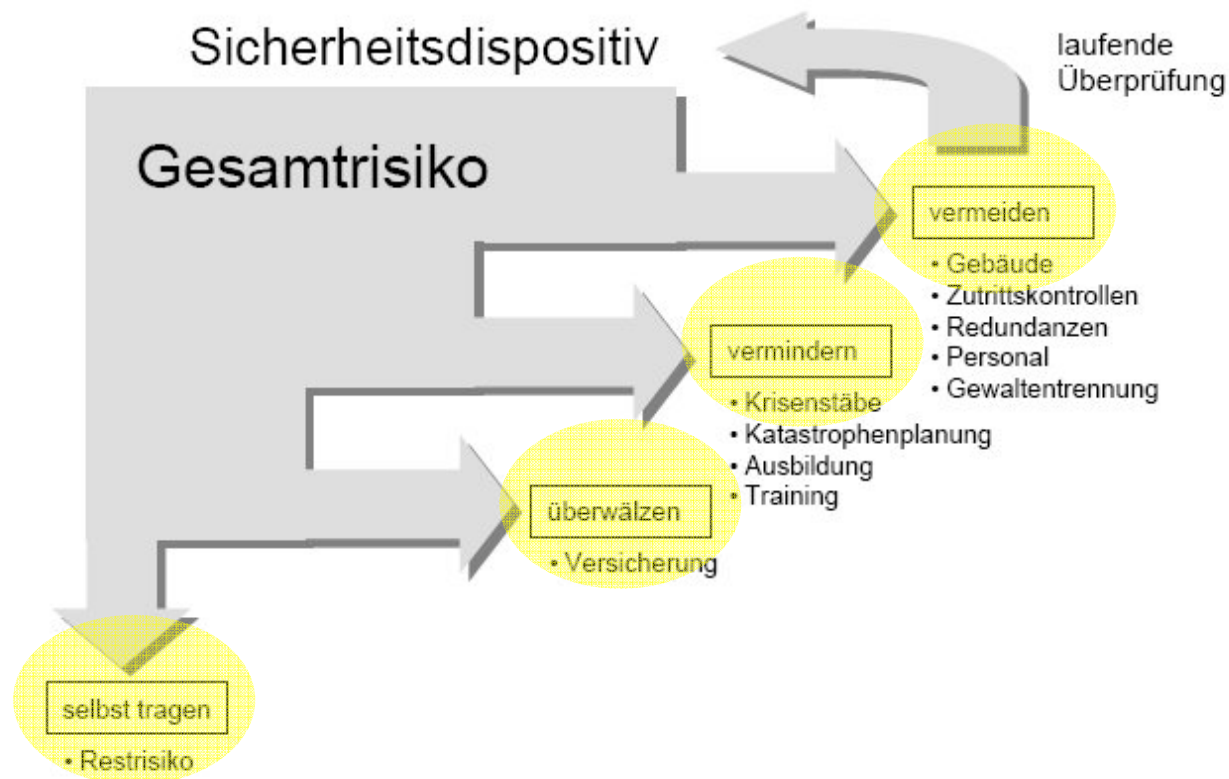 Sicherheitsdispositiv
laufende
Überprüfung
Gesamtrisiko
vermeiden
• Gebäude
• Zutrittskontrollen
• Redundanzen
• Personal
• Gewaltentrennung
vermindern
• Krisenstäbe
• Katastrophenplanung
• Ausbildung
• Training
überwälzen
• Versicherung
selbst tragen
• Restrisiko